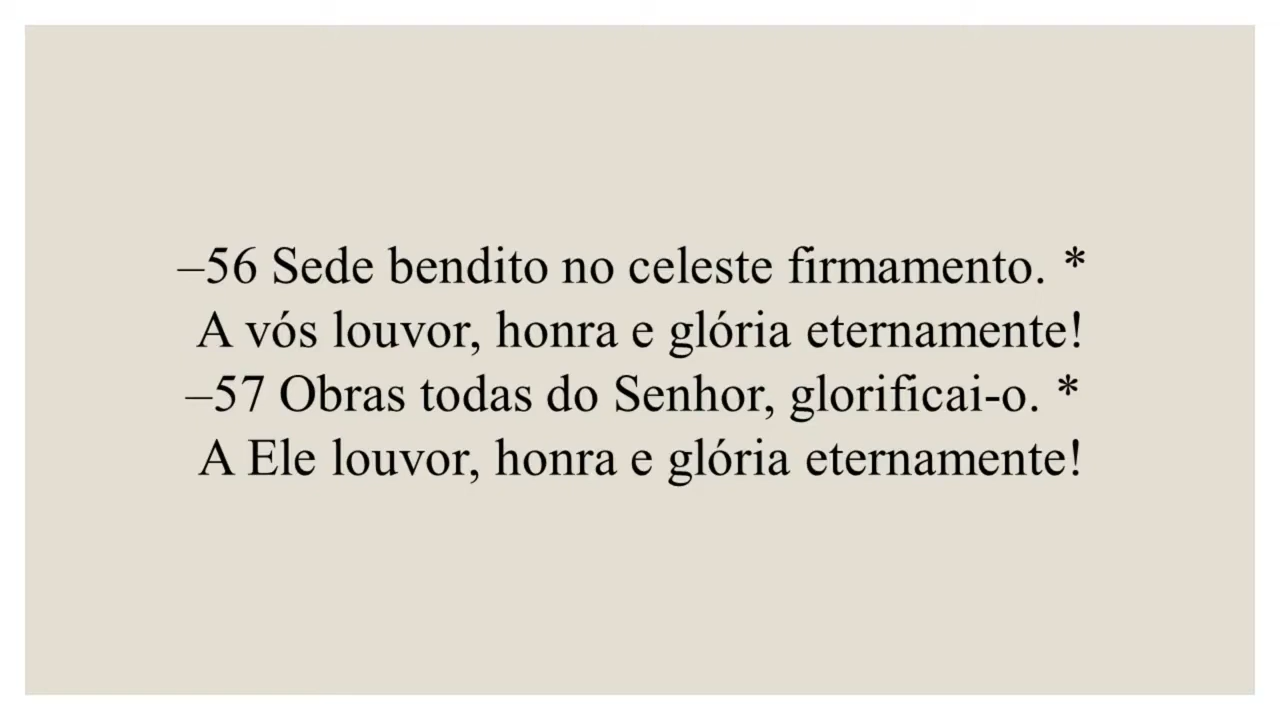 –56 Sede bendito no celeste firmamento. *
A vós louvor, honra e glória eternamente!
–57 Obras todas do Senhor, glorificai-o. *
A Ele louvor, honra e glória eternamente!